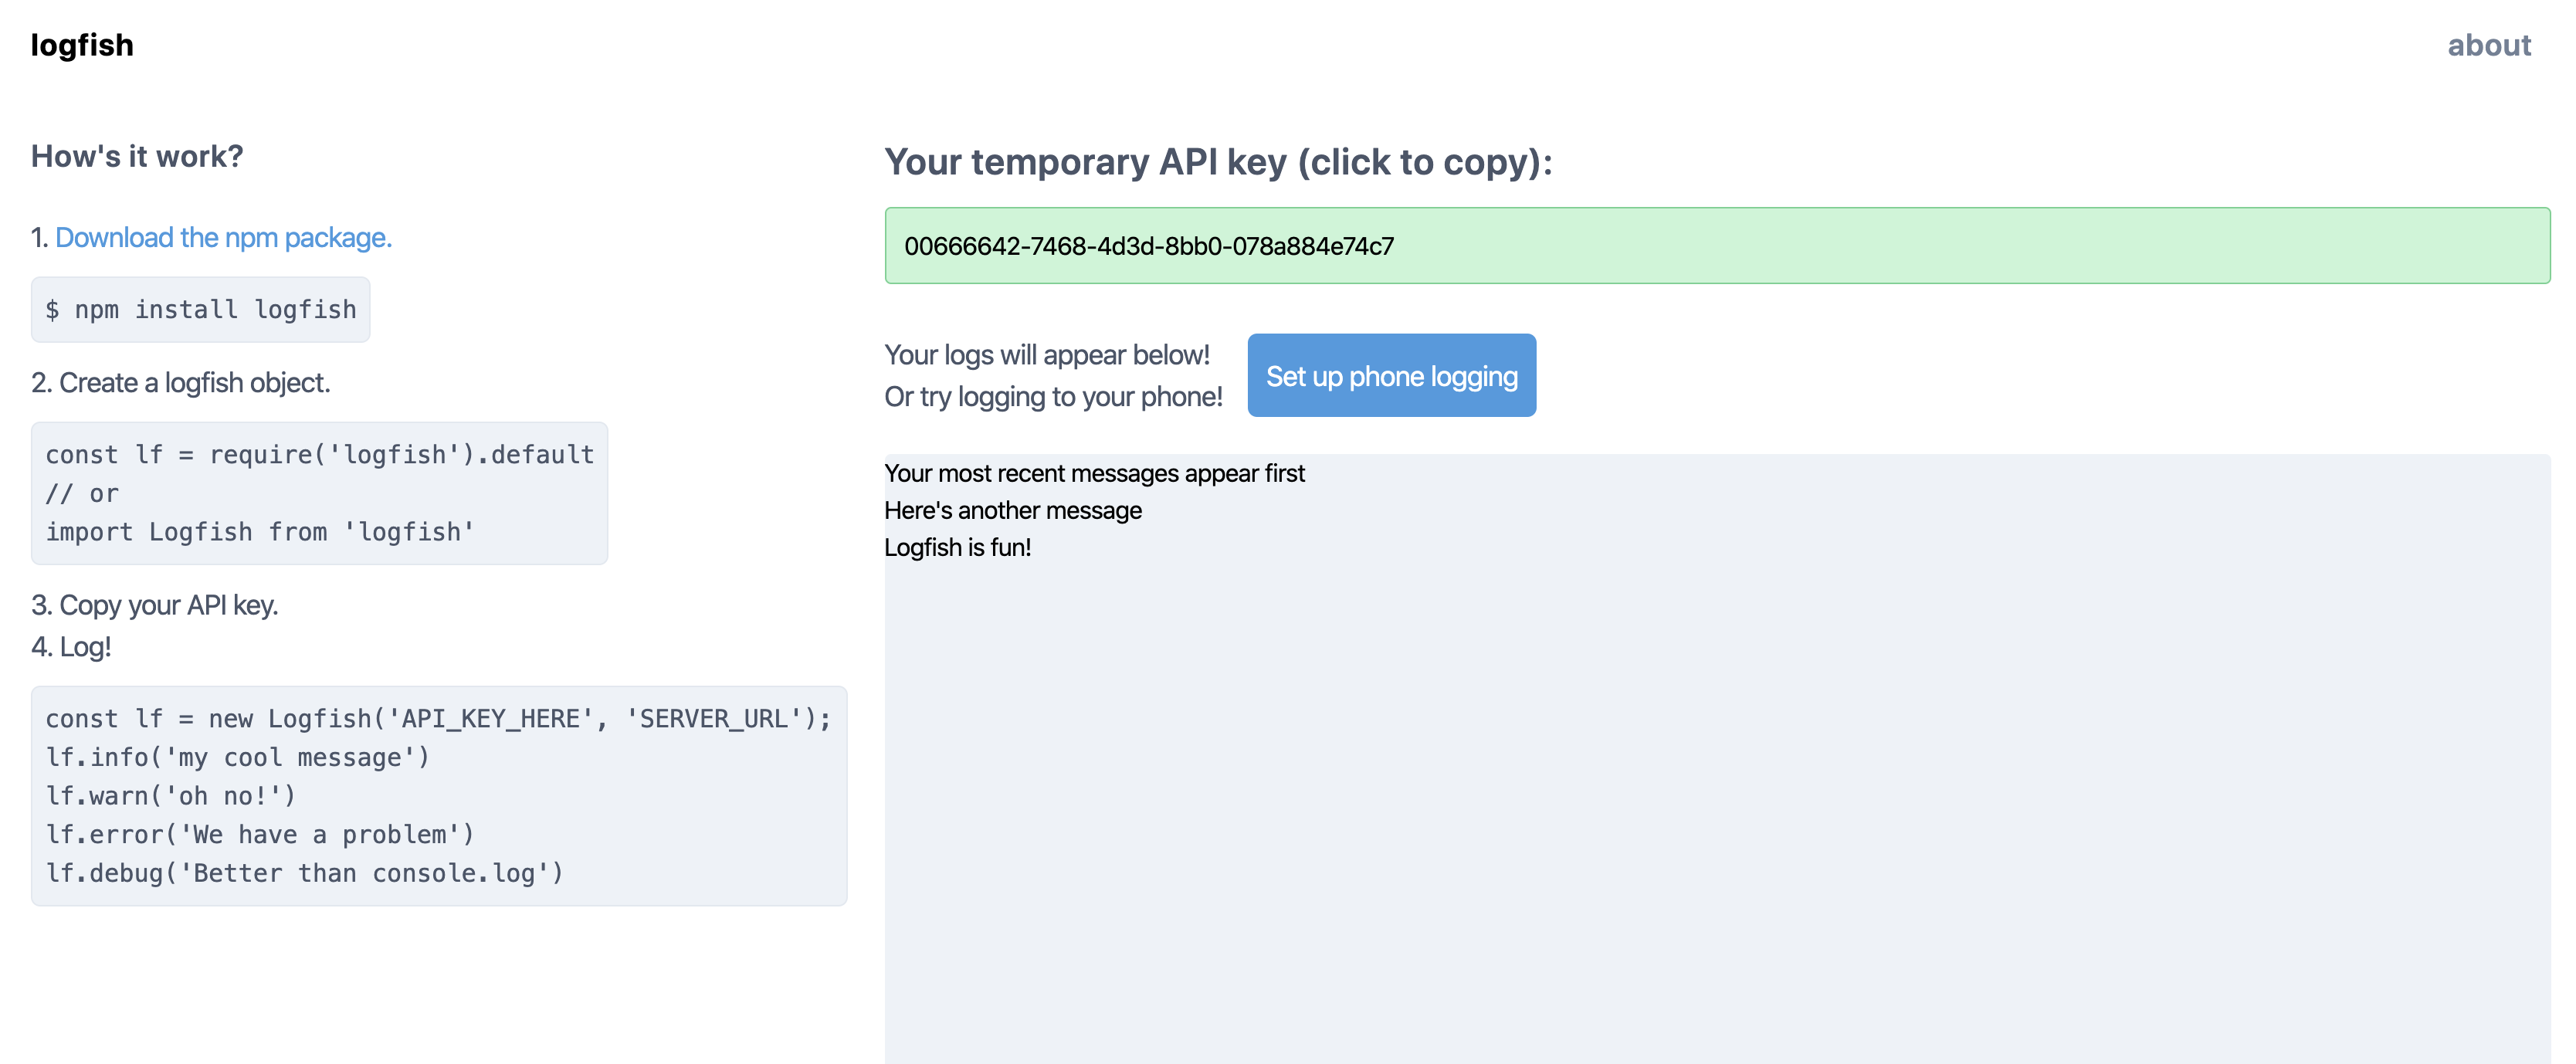 logfish
about
How's it work?
1. Download the npm package.
$ npm install logfish
2. Create a logfish object.
const lf = require('logfish').default
// or
import Logfish from 'logfish'
3. Copy your API key.
4. Log!
const lf = new Logfish('API_KEY_HERE', 'SERVER_URL');
lf.info('my cool message')
lf.warn('oh no!')
lf.error('We have a problem')
lf.debug('Better than console.log')
Your temporary API key (click to copy):
00666642-7468-4d3d-8bb0-078a884e74c7
Your logs will appear below!
Or try logging to your phone!
Set up phone logging
Your most recent messages appear first
Here's another message
Logfish is fun!